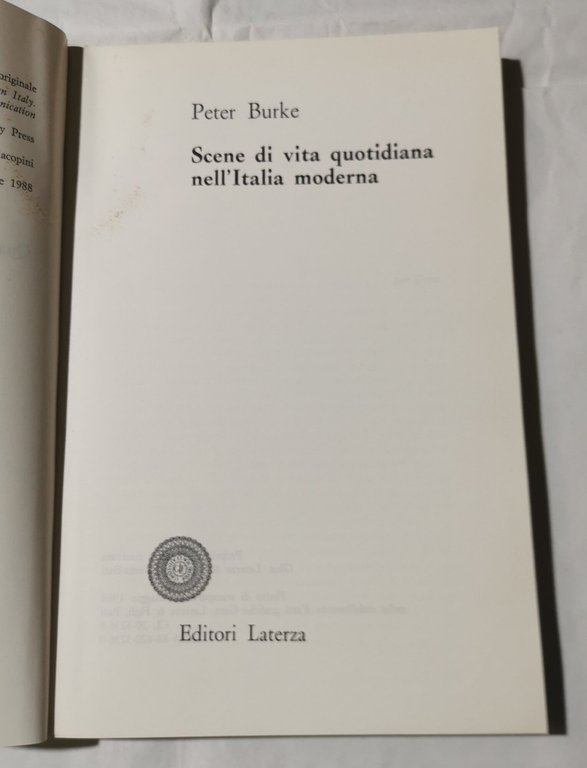 originale
n Italy.
nication
y Press
acopini
e 1988
Peter Burke
Scene di vita quotidiana
nell'Italia moderna
Editori Laterza